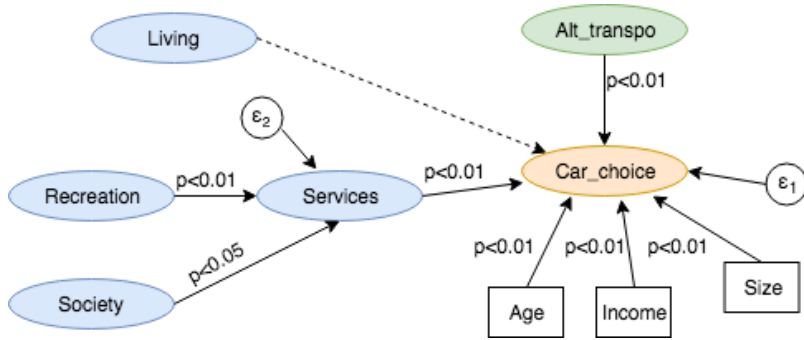 Living
Alt_transpo
p<0.01
ε2
Recreation
p<0.01
Services
p<0.01
Car_choice
ε1
p<0.05
Society
p<0.01
p<0.01
p<0.01
Age
Income
Size